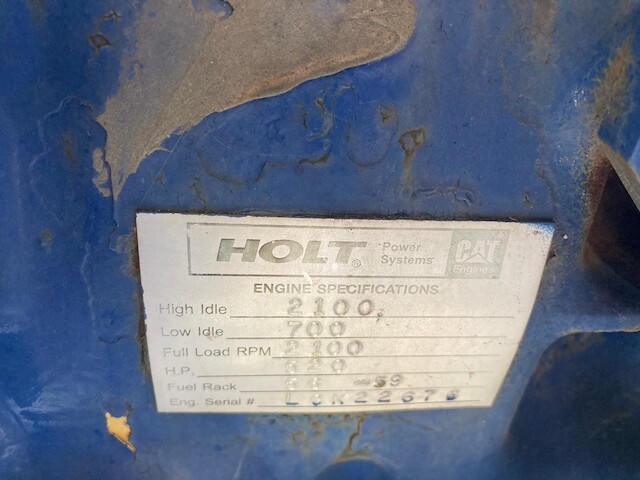 HOLT® Power Systems CAT Engines
ENGINE SPECIFICATIONS
High Idle 2100
Low Idle 700
Full Load RPM 2100
H.P.
Fuel Rack
Eng. Serial #